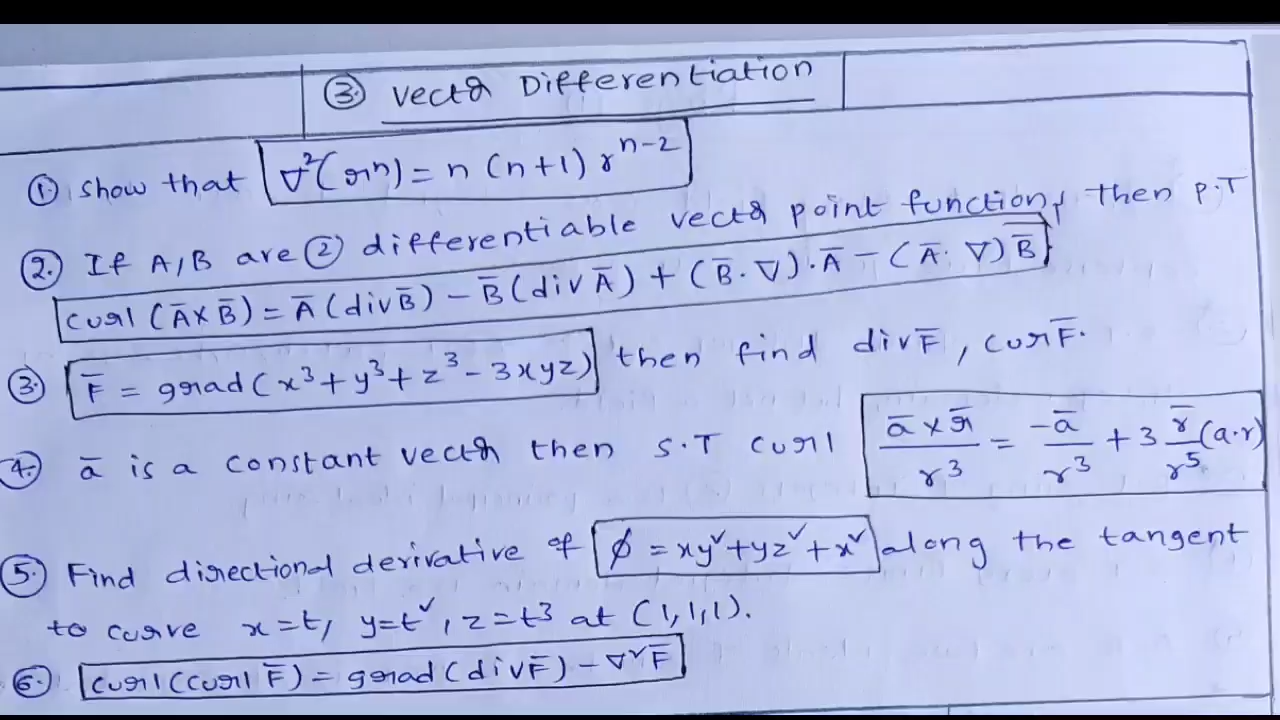 ③ Vector Differentiation
① Show that ∇²(rⁿ) = n (n+1) rⁿ⁻²
②. If A, B are ② differentiable vector point function, then P.T
curl (A̅×B̅) = A̅ (div B̅) − B̅ (div A̅) + (B̅.∇).A̅ − (A̅.∇) B̅
③. F̅ = grad (x³ + y³ + z³ − 3xyz) then find div F̅, cur F̅.
④. a̅ is a constant vector then S.T curl (a̅ × r̅)/r³ = −a̅/r³ + 3 r̅/r⁵ (a.r)
⑤. Find directional derivative of ϕ = xy² + yz² + x² along the tangent
to curve x=t, y=t², z=t³ at (1,1,1).
⑥. curl (curl F̅) = grad (div F̅) − ∇²F̅